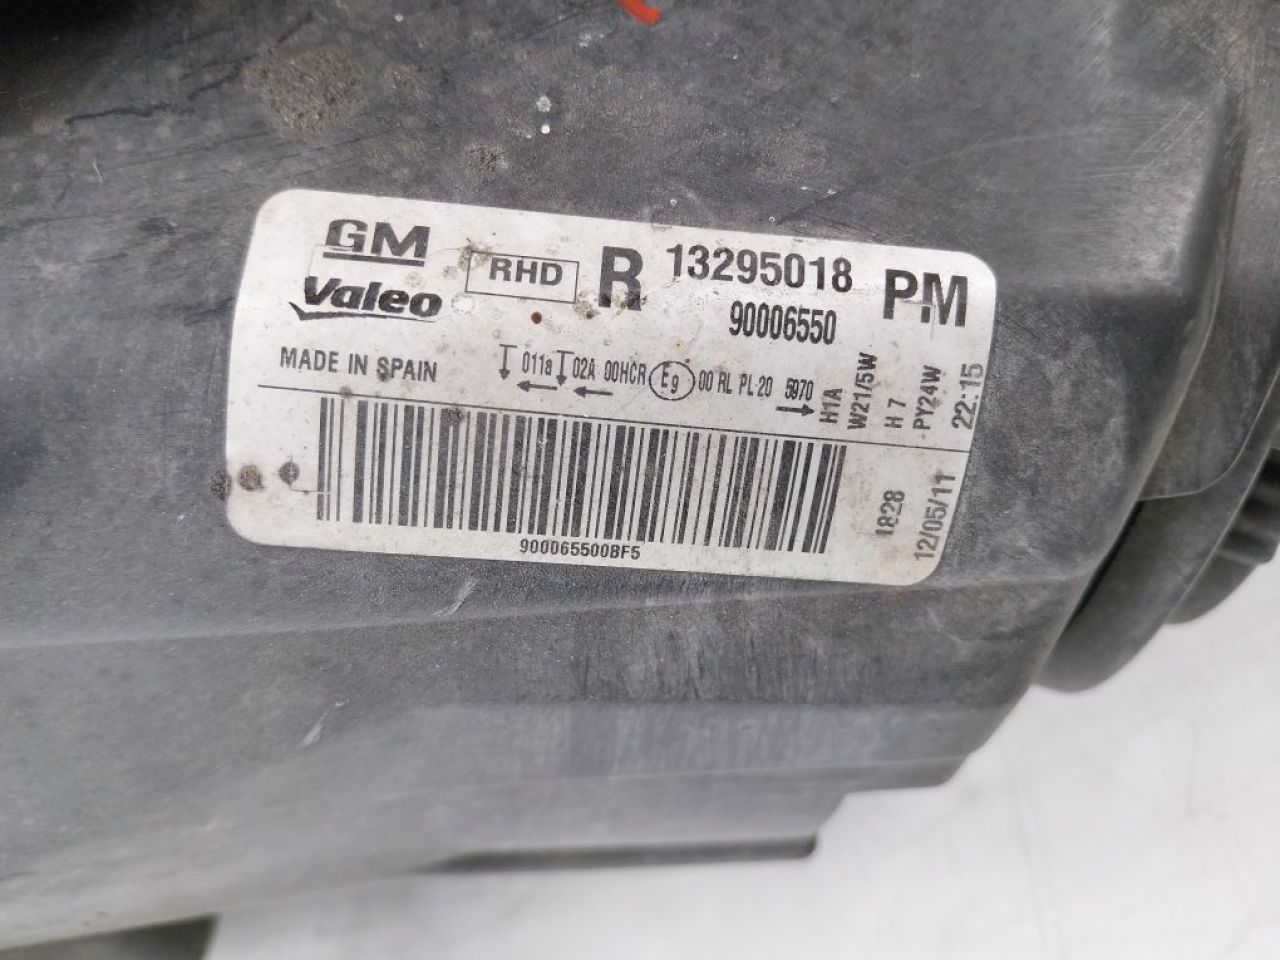 GM
Valeo
RHD
R
13295018
90006550
PM
MADE IN SPAIN
011a 02A 00HCR E9 00 RL PL 20 5970
H1A
W21/5W
H 7
PY24W
22:15
1828
12/05/11
900065500BF5